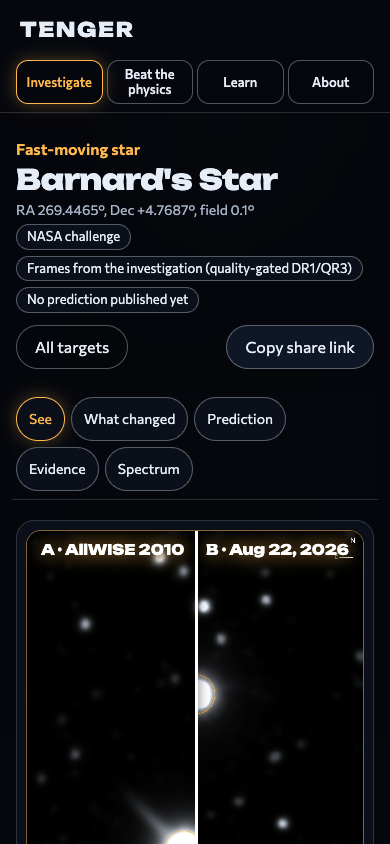 TENGER
Investigate
Beat the
physics
Learn
About
Fast-moving star
Barnard's Star
RA 269.4465°, Dec +4.7687°, field 0.1°
NASA challenge
Frames from the investigation (quality-gated DR1/QR3)
No prediction published yet
All targets
Copy share link
See
What changed
Prediction
Evidence
Spectrum
A · AllWISE 2010
B · Aug 22, 2026
N